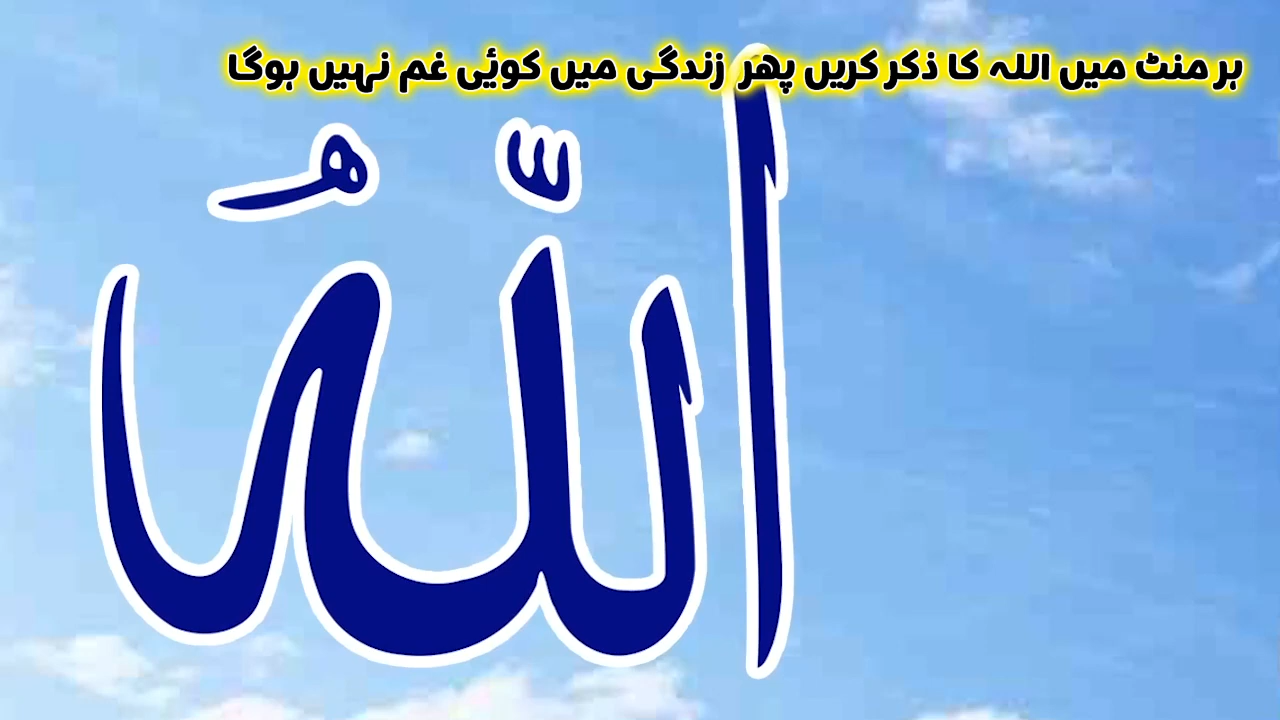 ہر منٹ میں اللہ کا ذکر کریں پھر زندگی میں کوئی غم نہیں ہوگا
اللّٰهُ